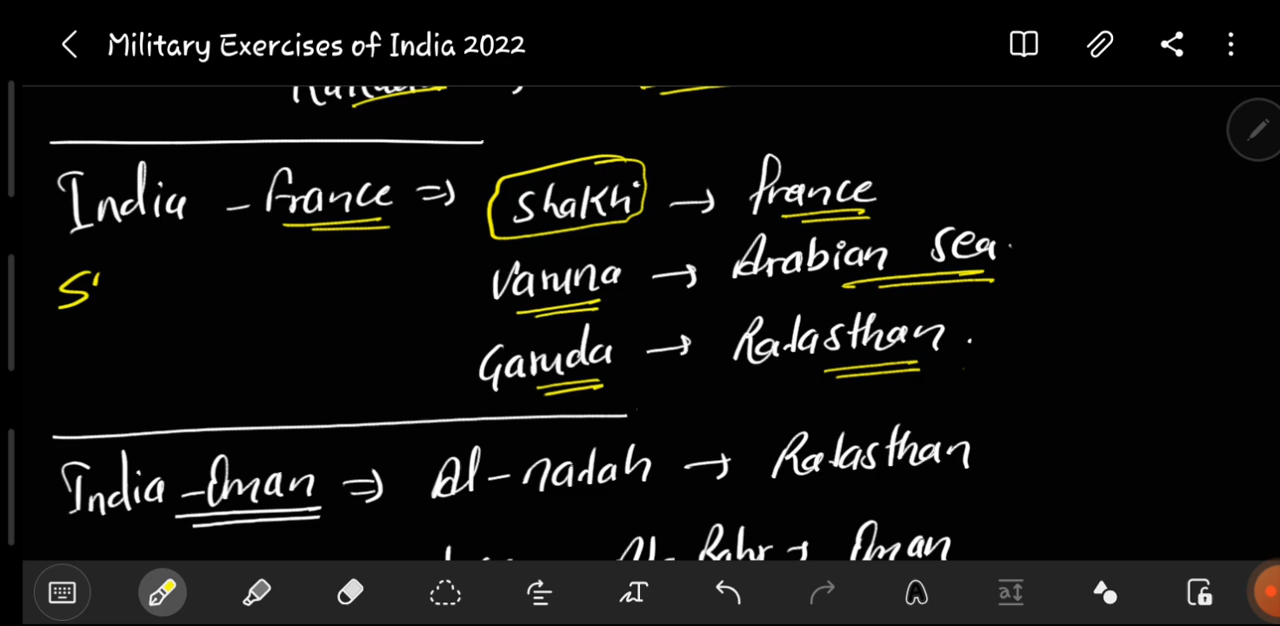 Military Exercises of India 2022
India - France ⇒ Shakti → France
S
Varuna → Arabian Sea.
Garuda → Rajasthan.
India - Oman ⇒ Al-najah → Rajasthan
Al- Bahr → Oman